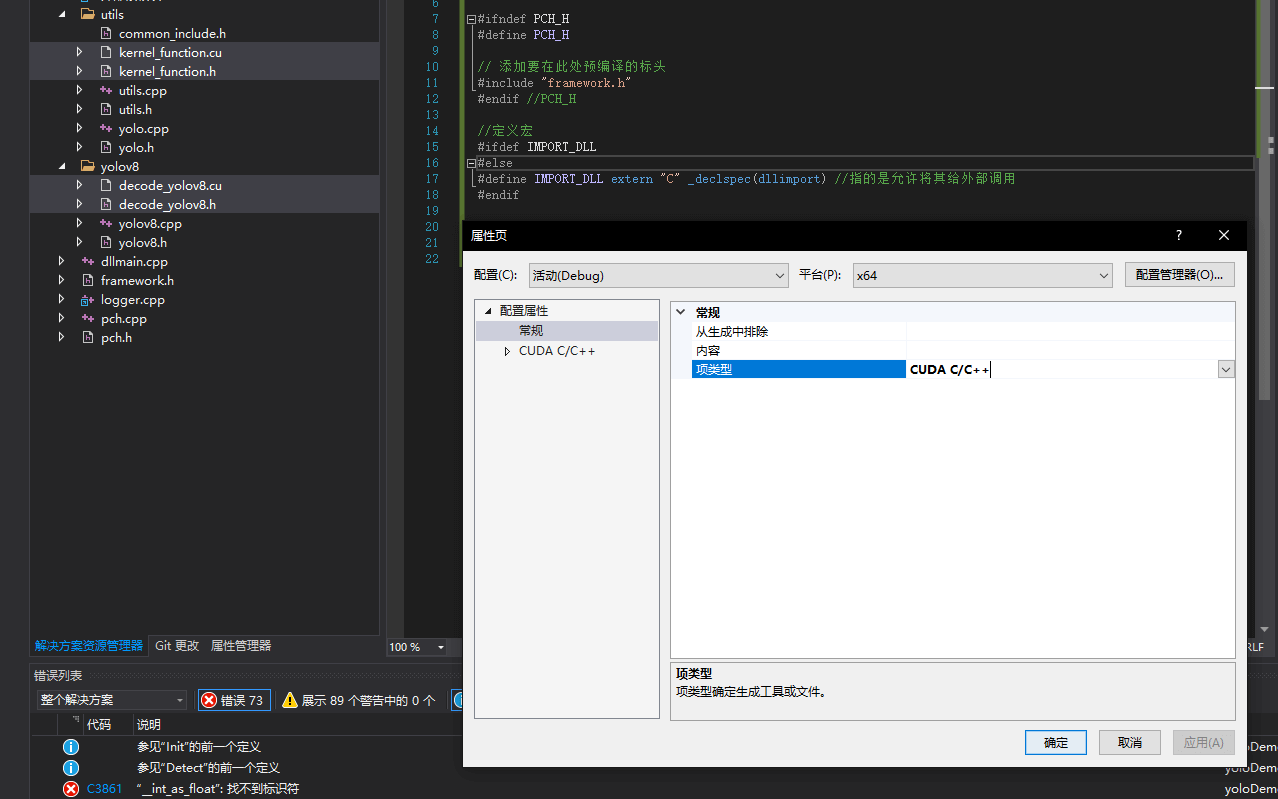 utils
common_include.h
kernel_function.cu
kernel_function.h
utils.cpp
utils.h
yolo.cpp
yolo.h
yolov8
decode_yolov8.cu
decode_yolov8.h
yolov8.cpp
yolov8.h
dllmain.cpp
framework.h
logger.cpp
pch.cpp
pch.h
解决方案资源管理器 Git 更改 属性管理器
6
7 #ifndef PCH_H
8 #define PCH_H
9
10 // 添加要在此处预编译的标头
11 #include "framework.h"
12 #endif //PCH_H
13
14 //定义宏
15 #ifdef IMPORT_DLL
16 #else
17 #define IMPORT_DLL extern "C" _declspec(dllimport) //指的是允许将其给外部调用
18 #endif
19
20
21
22
100 %
RLF
属性页 ?
配置(C): 活动(Debug) 平台(P): x64 配置管理器(O)...
配置属性
常规
CUDA C/C++
常规
从生成中排除
内容
项类型 CUDA C/C++
项类型
项类型确定生成工具或文件。
确定 取消 应用(A)
错误列表
整个解决方案 错误 73 展示 89 个警告中的 0 个
代码 说明
参见“Init”的前一个定义
参见“Detect”的前一个定义 yoloDem
C3861 “__int_as_float”: 找不到标识符 yoloDem